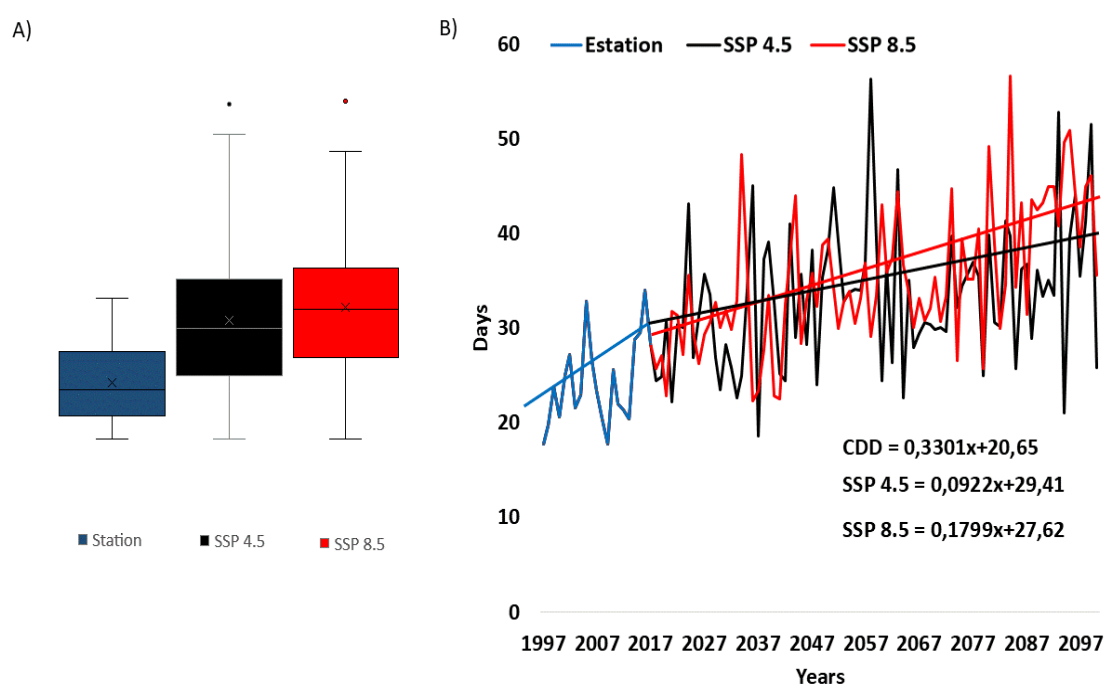 A)
Station SSP 4.5 SSP 8.5
B)
Estation SSP 4.5 SSP 8.5
60
50
40
30
20
10
0
Days
CDD = 0,3301x+20,65
SSP 4.5 = 0,0922x+29,41
SSP 8.5 = 0,1799x+27,62
1997 2007 2017 2027 2037 2047 2057 2067 2077 2087 2097
Years